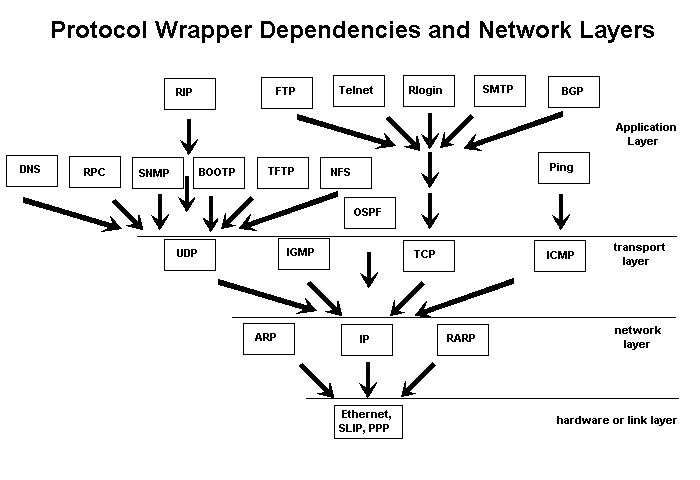 Protocol Wrapper Dependencies and Network Layers
RIP
FTP
Telnet
Rlogin
SMTP
BGP
Application
Layer
DNS
RPC
SNMP
BOOTP
TFTP
NFS
Ping
OSPF
UDP
IGMP
TCP
ICMP
transport
layer
ARP
IP
RARP
network
layer
Ethernet,
SLIP, PPP
hardware or link layer